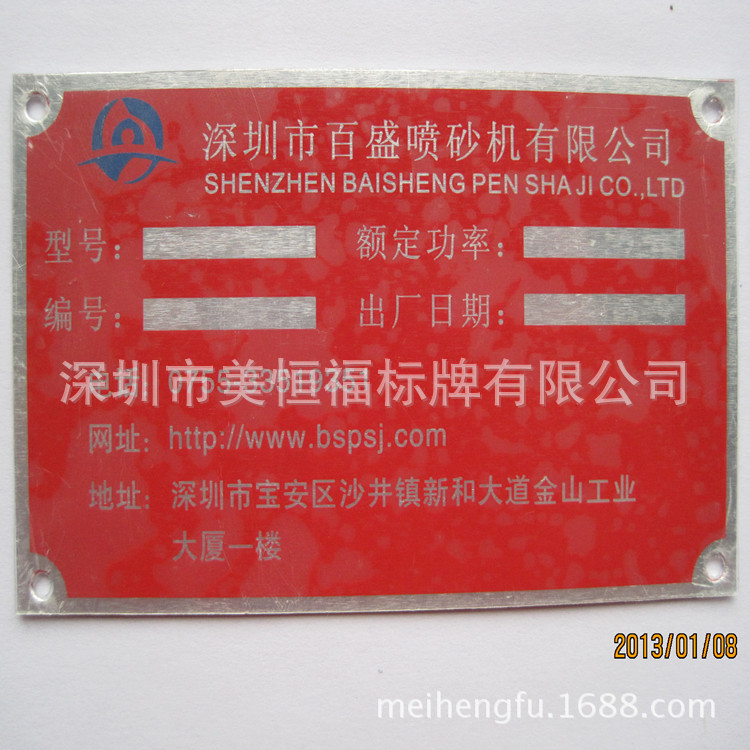 深圳市百盛喷砂机有限公司
SHENZHEN BAISHENG PEN SHA JI CO.,LTD
型号： 额定功率：
编号： 出厂日期：
深圳市美恒福标牌有限公司
电话：
网址：http://www.bspsj.com
地址：深圳市宝安区沙井镇新和大道金山工业
大厦一楼
2013/01/08
meihengfu.1688.com